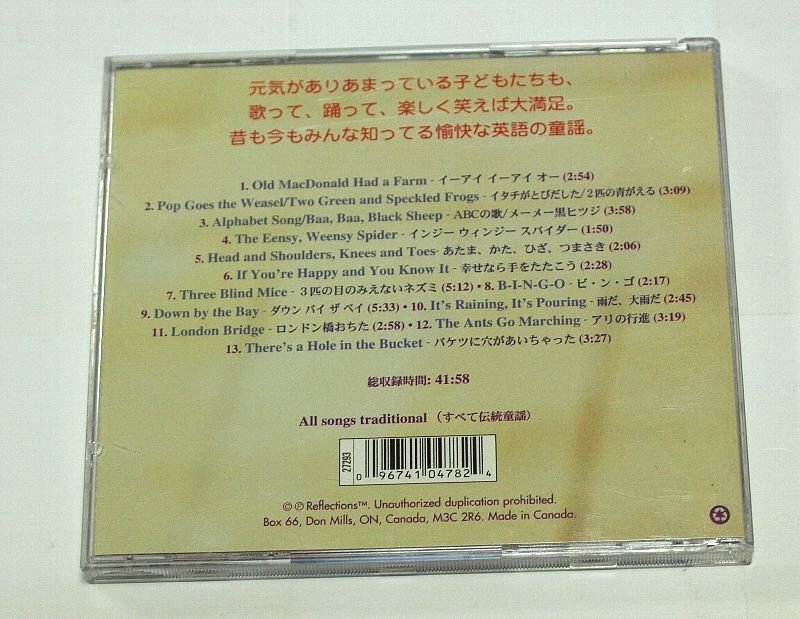 元気がありあまっている子どもたちも、
歌って、踊って、楽しく笑えば大満足。
昔も今もみんな知ってる愉快な英語の童謡。
1. Old MacDonald Had a Farm - イーアイ イーアイ オー (2:54)
2. Pop Goes the Weasel/Two Green and Speckled Frogs - イタチがとびだした/２匹の青がえる (3:09)
3. Alphabet Song/Baa, Baa, Black Sheep - ABCの歌/メーメー黒ヒツジ (3:58)
4. The Eensy, Weensy Spider - インジー ウィンジー スパイダー (1:50)
5. Head and Shoulders, Knees and Toes- あたま、かた、ひざ、つまさき (2:06)
6. If You're Happy and You Know It - 幸せなら手をたたこう (2:28)
7. Three Blind Mice - ３匹の目のみえないネズミ (5:12) • 8. B-I-N-G-O - ビ・ン・ゴ (2:17)
9. Down by the Bay - ダウン バイ ザ ベイ (5:33) • 10. It's Raining, It's Pouring - 雨だ、大雨だ (2:45)
11. London Bridge - ロンドン橋おちた (2:58) • 12. The Ants Go Marching - アリの行進 (3:19)
13. There's a Hole in the Bucket - バケツに穴があいちゃった (3:27)
総収録時間: 41:58
All songs traditional （すべて伝統童謡）
27293
0 96741 04782 4
© ℗ Reflections™. Unauthorized duplication prohibited.
Box 66, Don Mills, ON, Canada, M3C 2R6. Made in Canada.